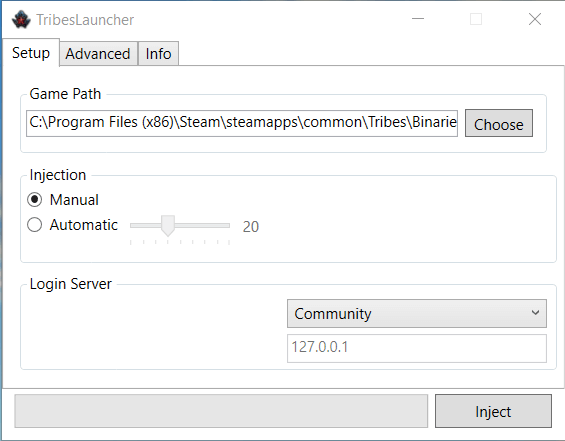 TribesLauncher
Setup Advanced Info
Game Path
C:\Program Files (x86)\Steam\steamapps\common\Tribes\Binarie Choose
Injection
Manual
Automatic 20
Login Server
Community
127.0.0.1
Inject